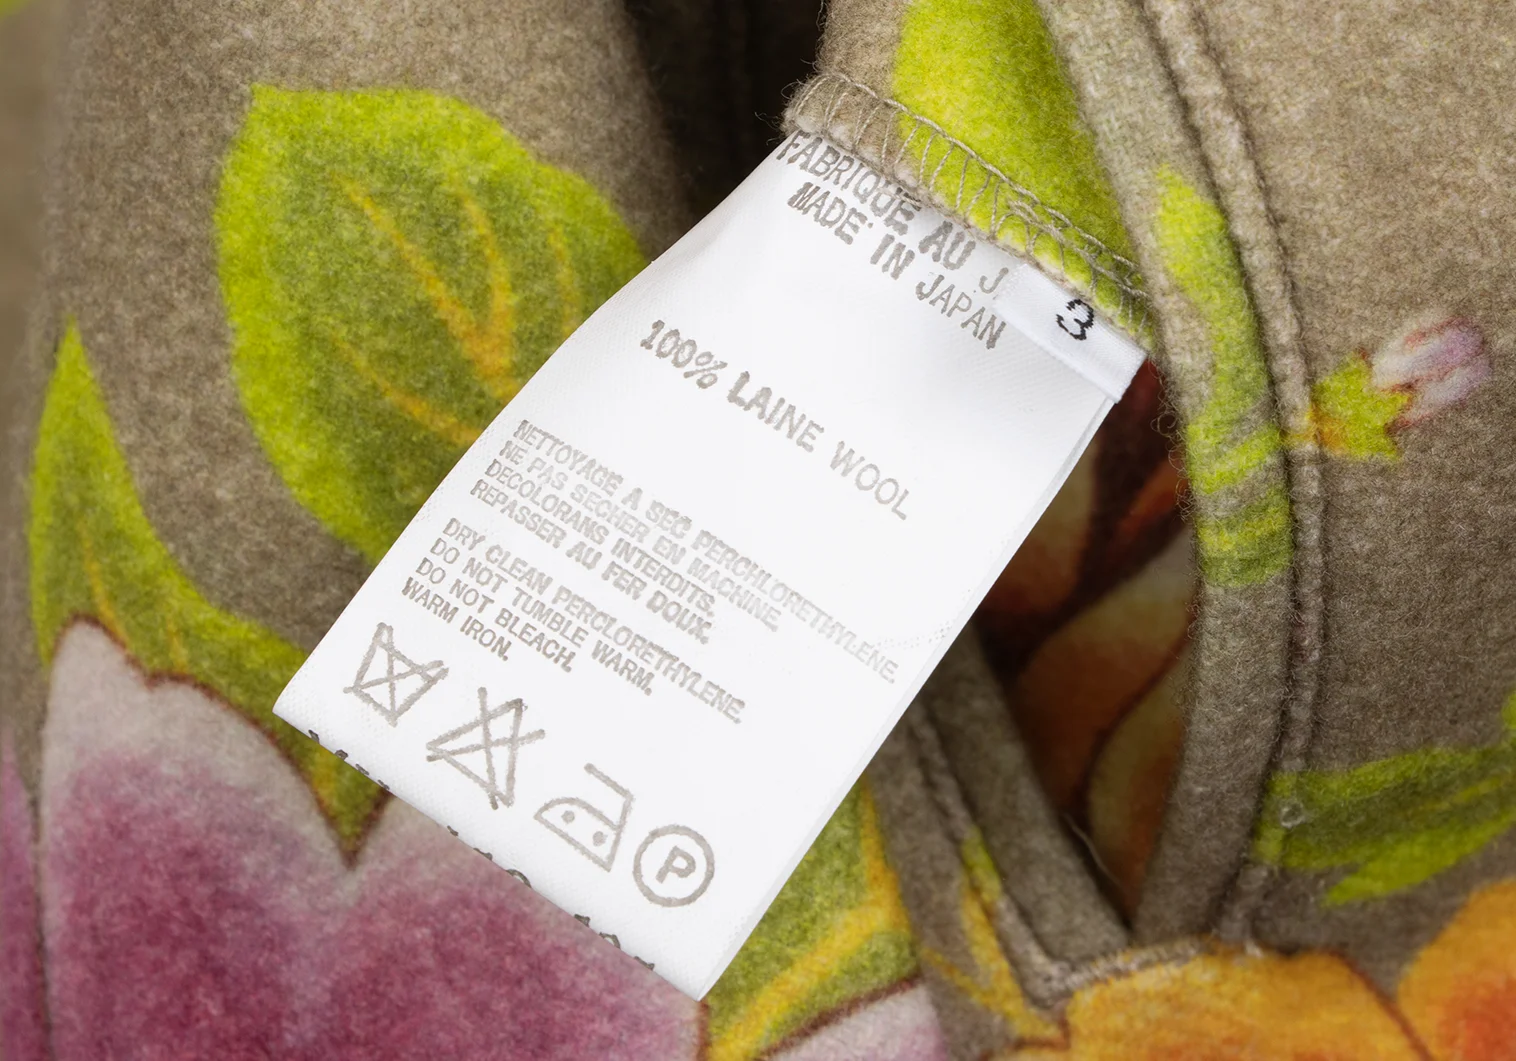 FABRIQUE AU J
MADE IN JAPAN
3
100% LAINE WOOL
NETTOYAGE A SEC PERCHLORETHYLENE.
NE PAS SECHER EN MACHINE.
DECOLORANS INTERDITS.
REPASSER AU FER DOUX.
DRY CLEAN PERCLORETHYLENE.
DO NOT TUMBLE WARM.
DO NOT BLEACH.
WARM IRON.
P